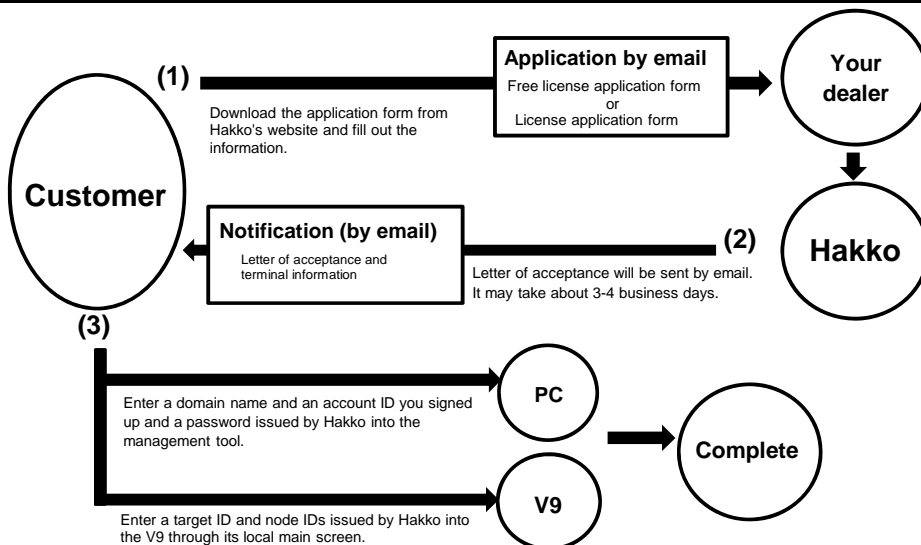 (1)
Application by email
Free license application form
or
License application form
Your
dealer
Download the application form from
Hakko's website and fill out the
information.
Customer
Hakko
Notification (by email)
Letter of acceptance and
terminal information
(2)
Letter of acceptance will be sent by email.
It may take about 3-4 business days.
(3)
PC
Enter a domain name and an account ID you signed
up and a password issued by Hakko into the
management tool.
Complete
V9
Enter a target ID and node IDs issued by Hakko into
the V9 through its local main screen.